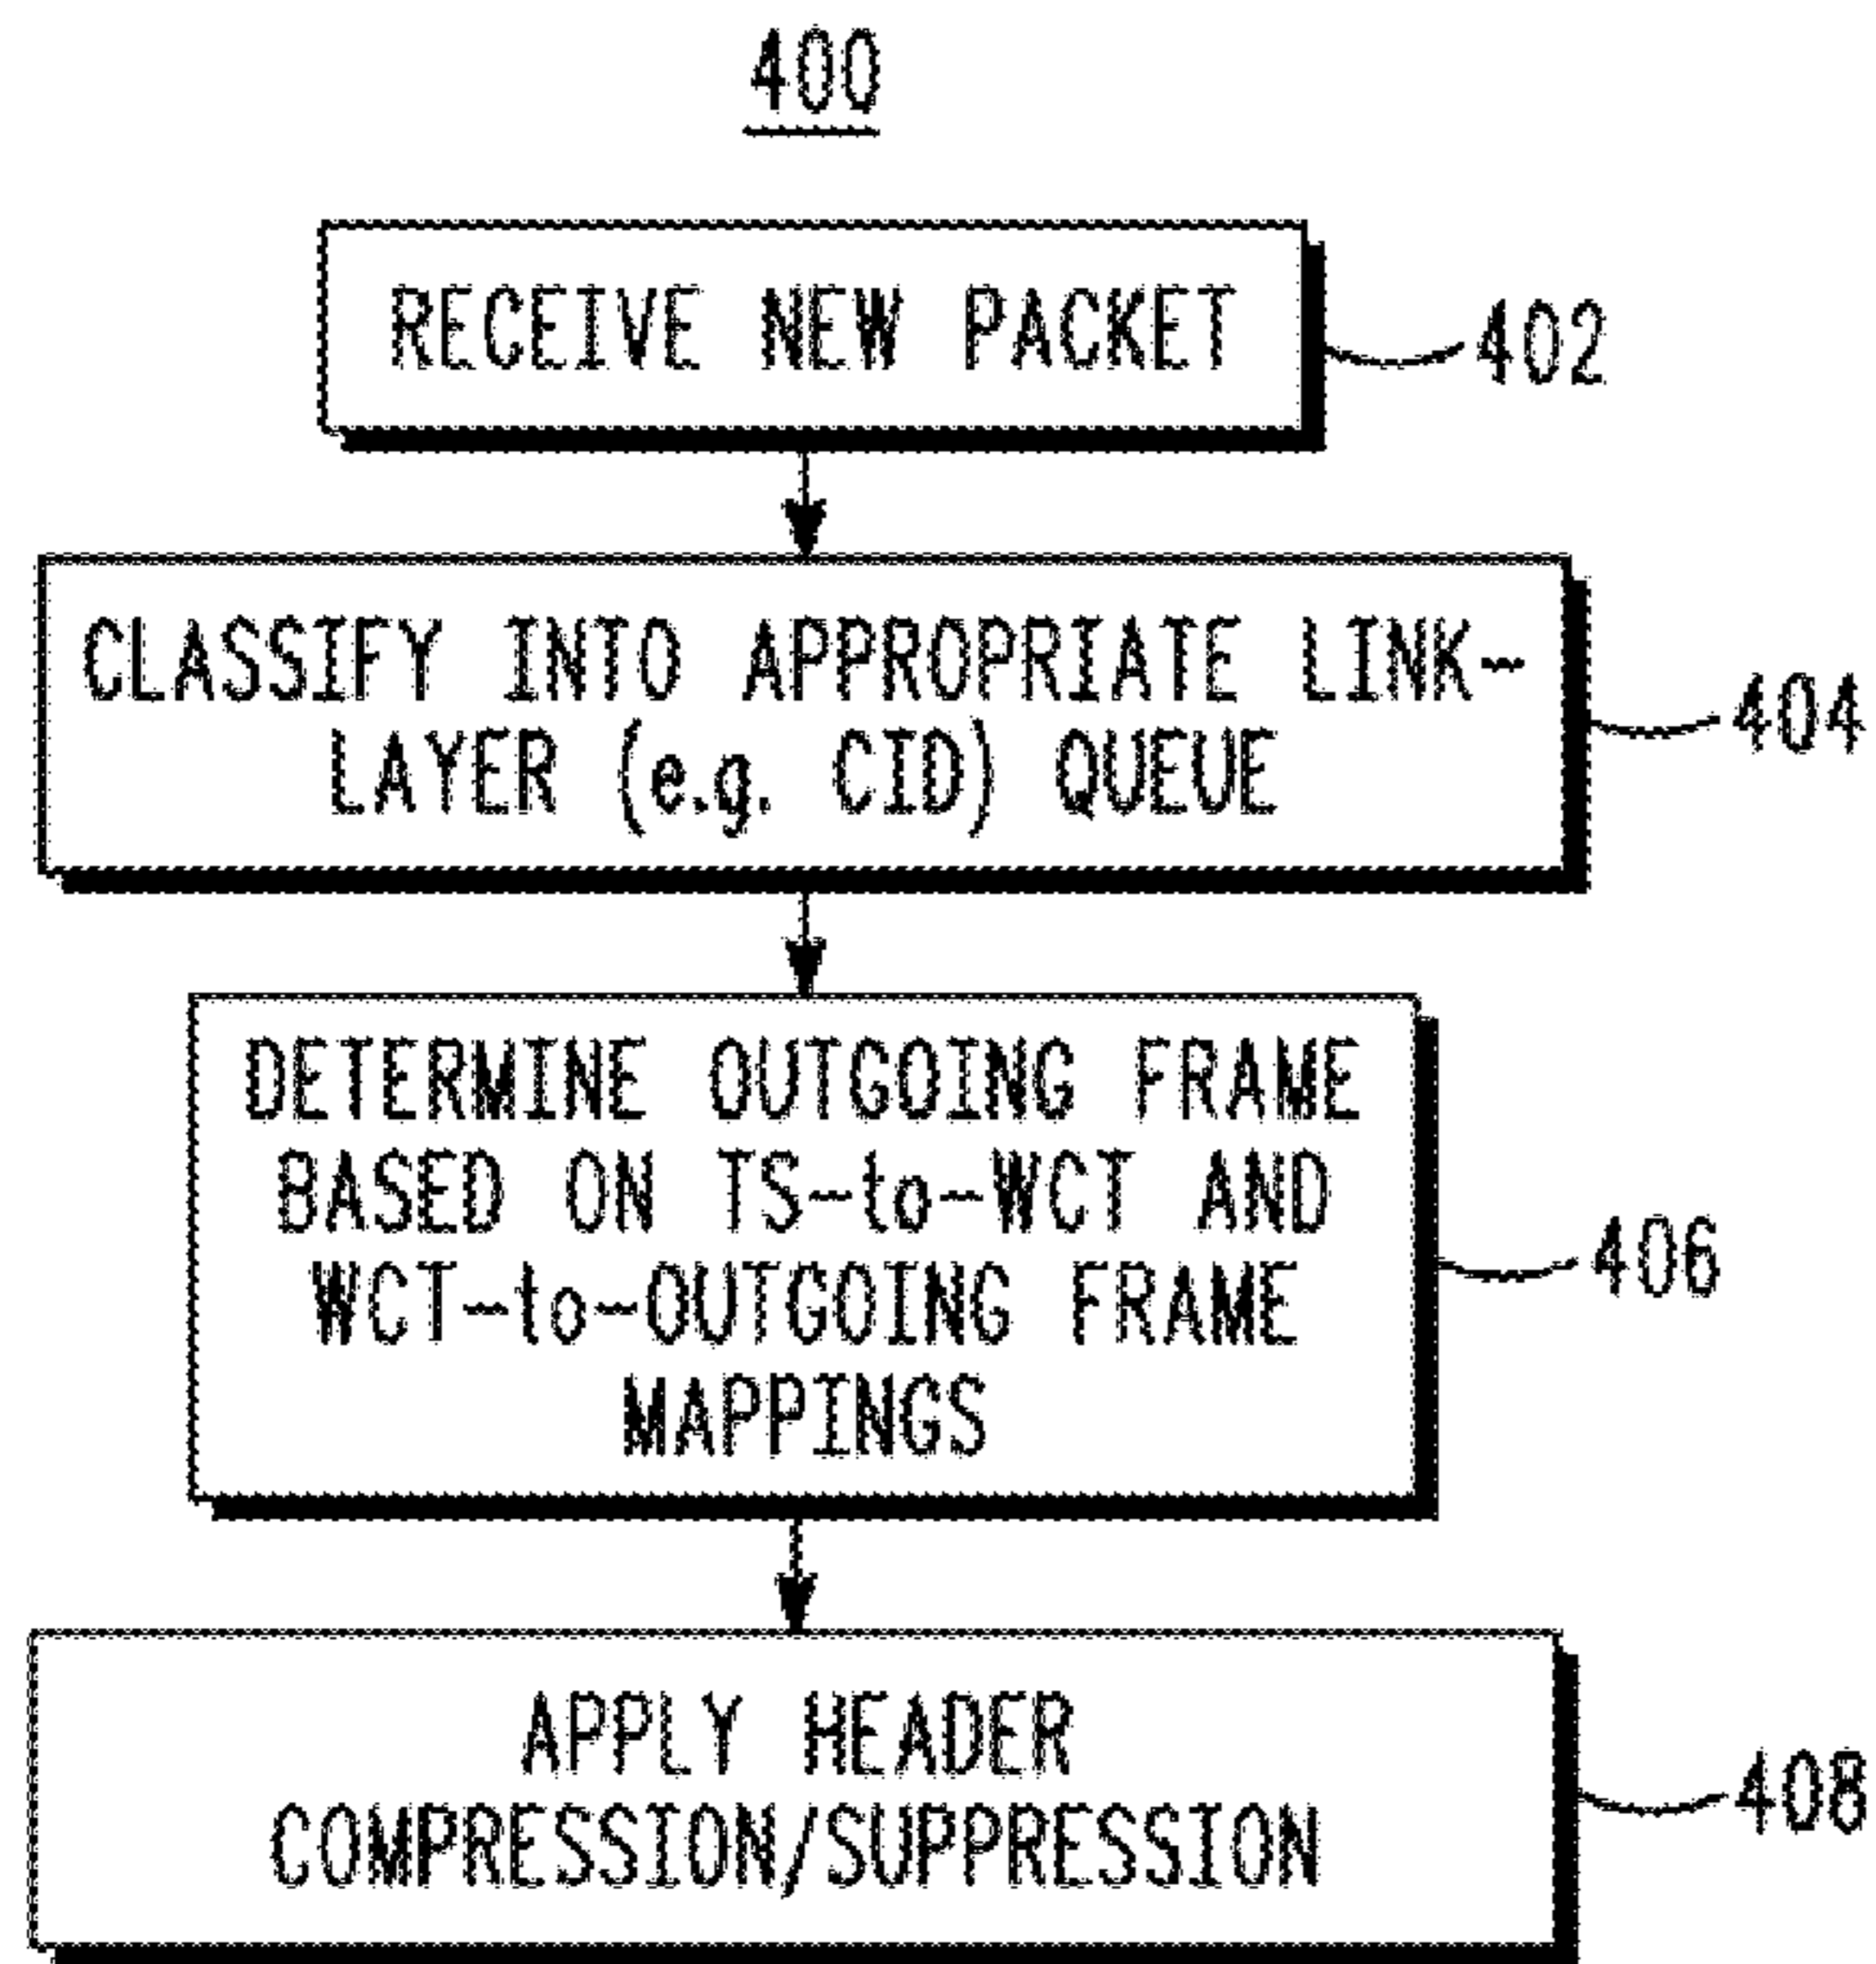 400
RECEIVE NEW PACKET
402
CLASSIFY INTO APPROPRIATE LINK-
LAYER (e.g. CID) QUEUE
404
DETERMINE OUTGOING FRAME
BASED ON TS-to-WCT AND
WCT-to-OUTGOING FRAME
MAPPINGS
406
APPLY HEADER
COMPRESSION/SUPPRESSION
408